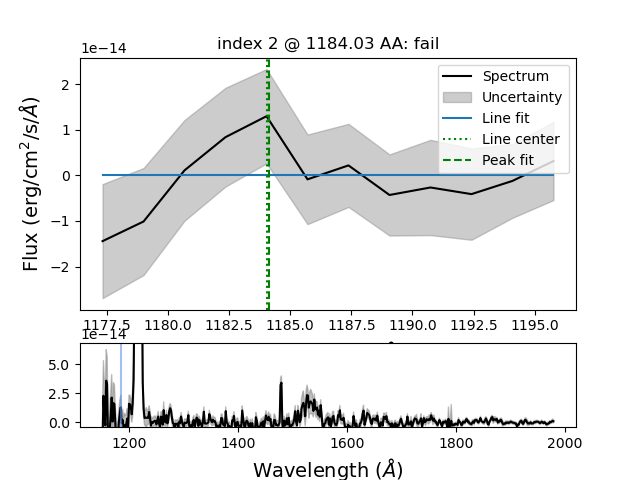 index 2 @ 1184.03 AA: fail
1e−14
Flux (erg/cm²/s/Å)
2
1
0
−1
−2
Spectrum
Uncertainty
Line fit
Line center
Peak fit
1177.5 1180.0 1182.5 1185.0 1187.5 1190.0 1192.5 1195.0
1e−14
5.0
2.5
0.0
1200 1400 1600 1800 2000
Wavelength (Å)